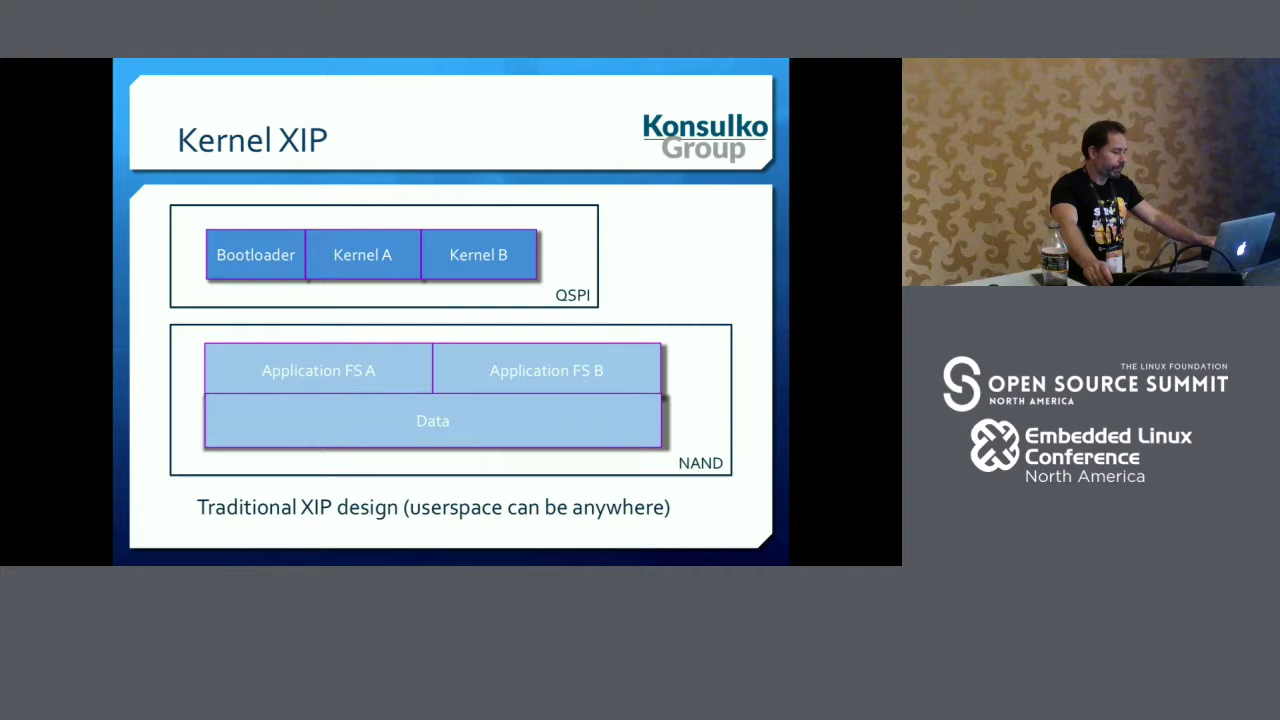 Kernel XIP
Konsulko
Group
Bootloader
Kernel A
Kernel B
QSPI
Application FS A
Application FS B
Data
NAND
Traditional XIP design (userspace can be anywhere)
THE LINUX FOUNDATION
OPEN SOURCE SUMMIT
NORTH AMERICA
Embedded Linux
Conference
North America